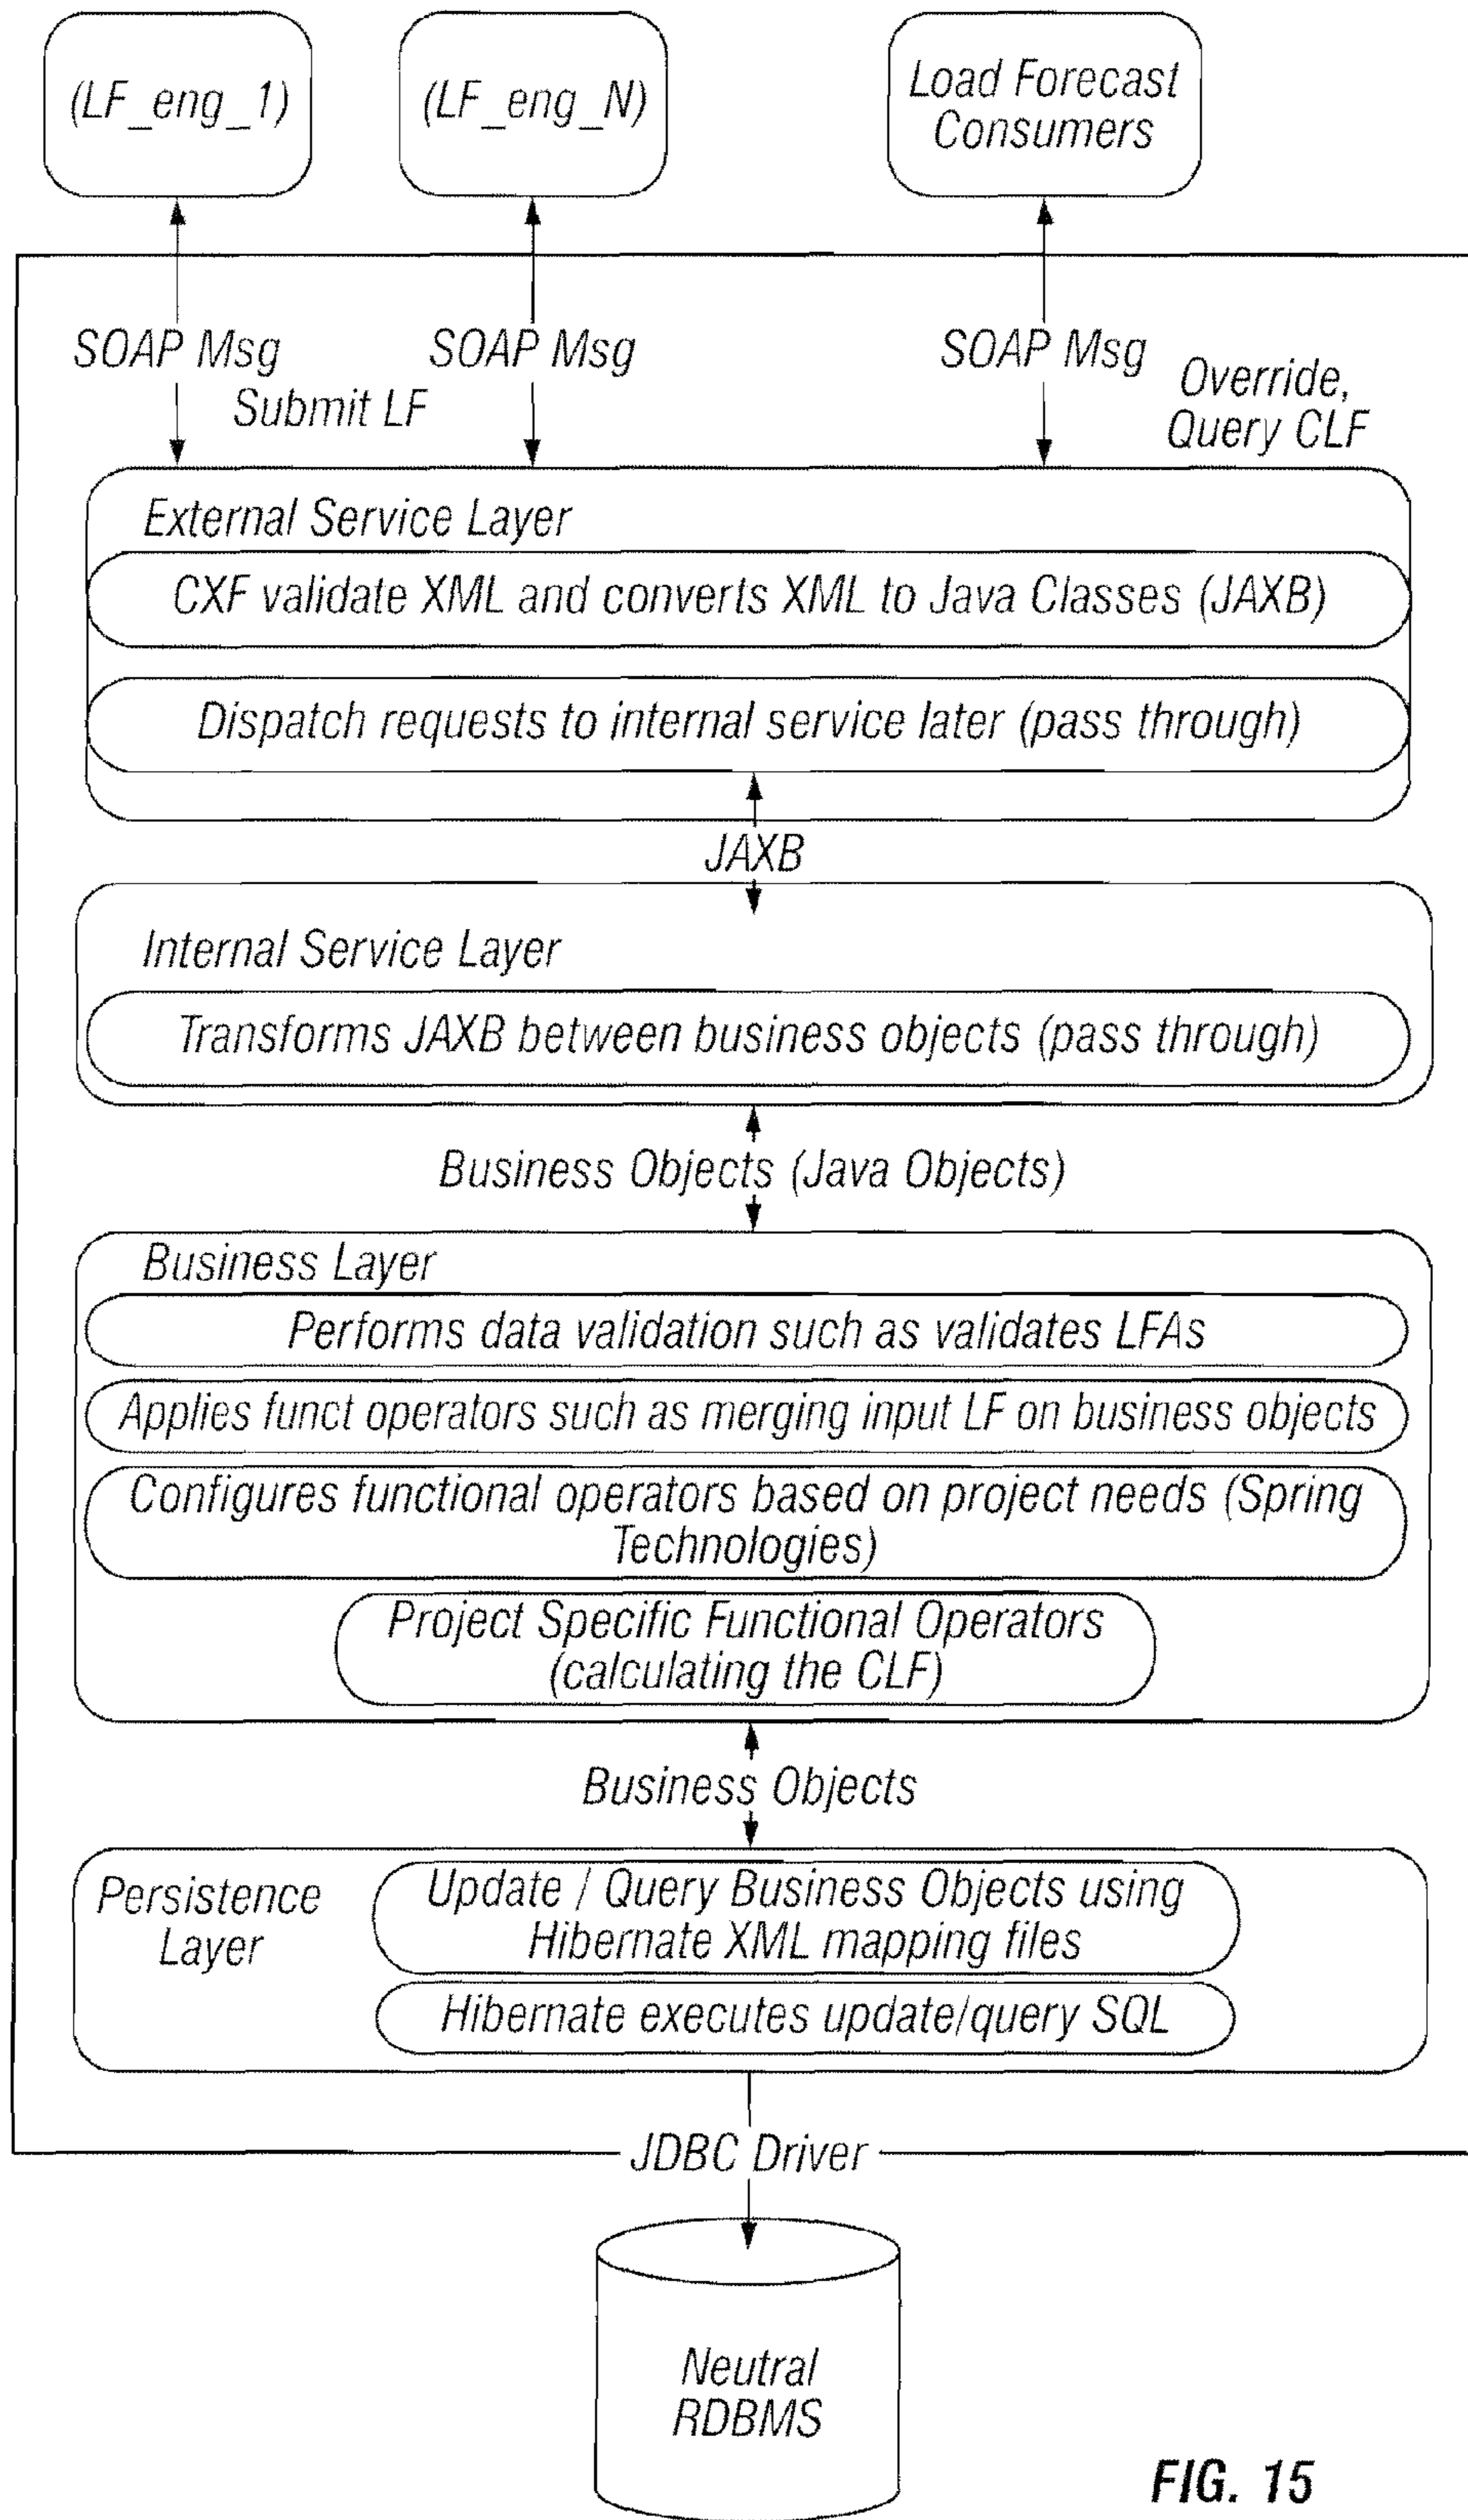 (LF_eng_1)
(LF_eng_N)
Load Forecast
Consumers
SOAP Msg
SOAP Msg
SOAP Msg
Submit LF
Override,
Query CLF
External Service Layer
CXF validate XML and converts XML to Java Classes (JAXB)
Dispatch requests to internal service later (pass through)
JAXB
Internal Service Layer
Transforms JAXB between business objects (pass through)
Business Objects (Java Objects)
Business Layer
Performs data validation such as validates LFAs
Applies funct operators such as merging input LF on business objects
Configures functional operators based on project needs (Spring
Technologies)
Project Specific Functional Operators
(calculating the CLF)
Business Objects
Persistence
Layer
Update / Query Business Objects using
Hibernate XML mapping files
Hibernate executes update/query SQL
JDBC Driver
Neutral
RDBMS
FIG. 15